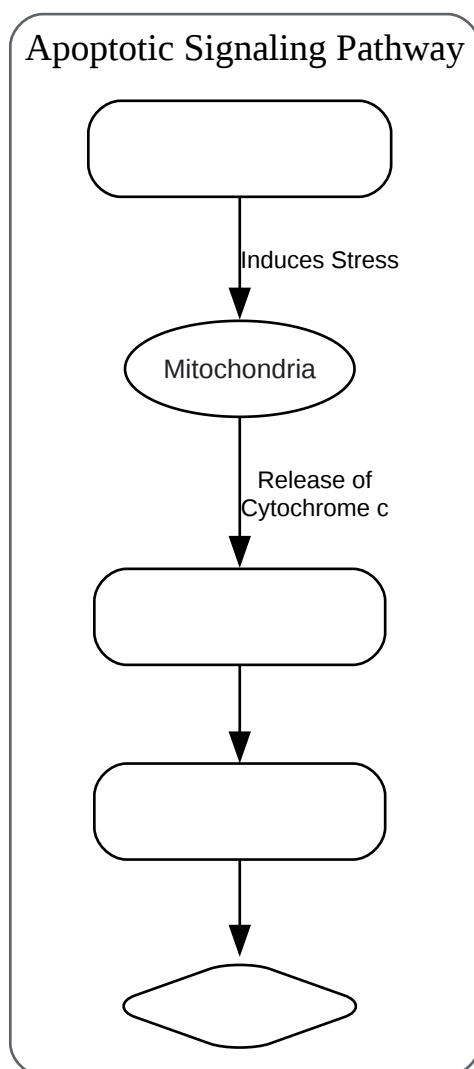 Apoptotic Signaling Pathway
Induces Stress
Mitochondria
Release of
Cytochrome c